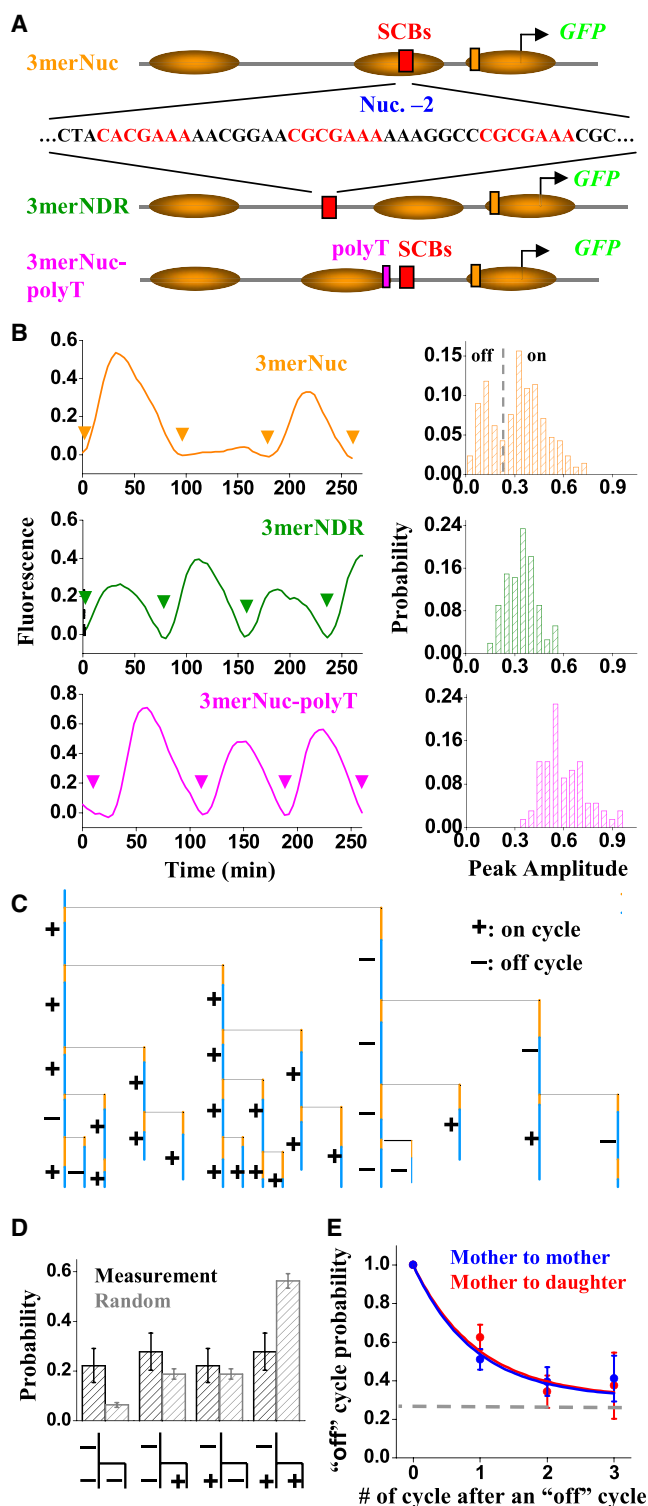 A
3merNuc
SCBs
GFP
Nuc. –2
...CTACACGAAAAACGGAACGCGAAAAAAGGCCCGCGAAACGC...
3merNDR
GFP
3merNuc-
polyT
polyT
SCBs
GFP
B
Fluorescence
0.6
0.4
0.2
0.0
3merNuc
0 50 100 150 200 250
0.6
0.4
0.2
0.0
3merNDR
0 50 100 150 200 250
0.8
0.6
0.4
0.2
0.0
3merNuc-polyT
0 50 100 150 200 250
Time (min)
Probability
0.15
0.10
0.05
0.00
off
on
0.0 0.3 0.6 0.9
0.24
0.16
0.08
0.00
0.0 0.3 0.6 0.9
0.24
0.16
0.08
0.00
0.0 0.3 0.6 0.9
Peak Amplitude
C
+: on cycle
−: off cycle
+ −
+ +
+ + + + −
− + + + + − + −
+ − + + + + + + + + − −
D
Probability
0.6
0.4
0.2
0.0
Measurement
Random
− − + +
− − − + + − + +
E
"off" cycle probability
1.0
0.8
0.6
0.4
0.2
0.0
Mother to mother
Mother to daughter
0 1 2 3
# of cycle after an "off" cycle